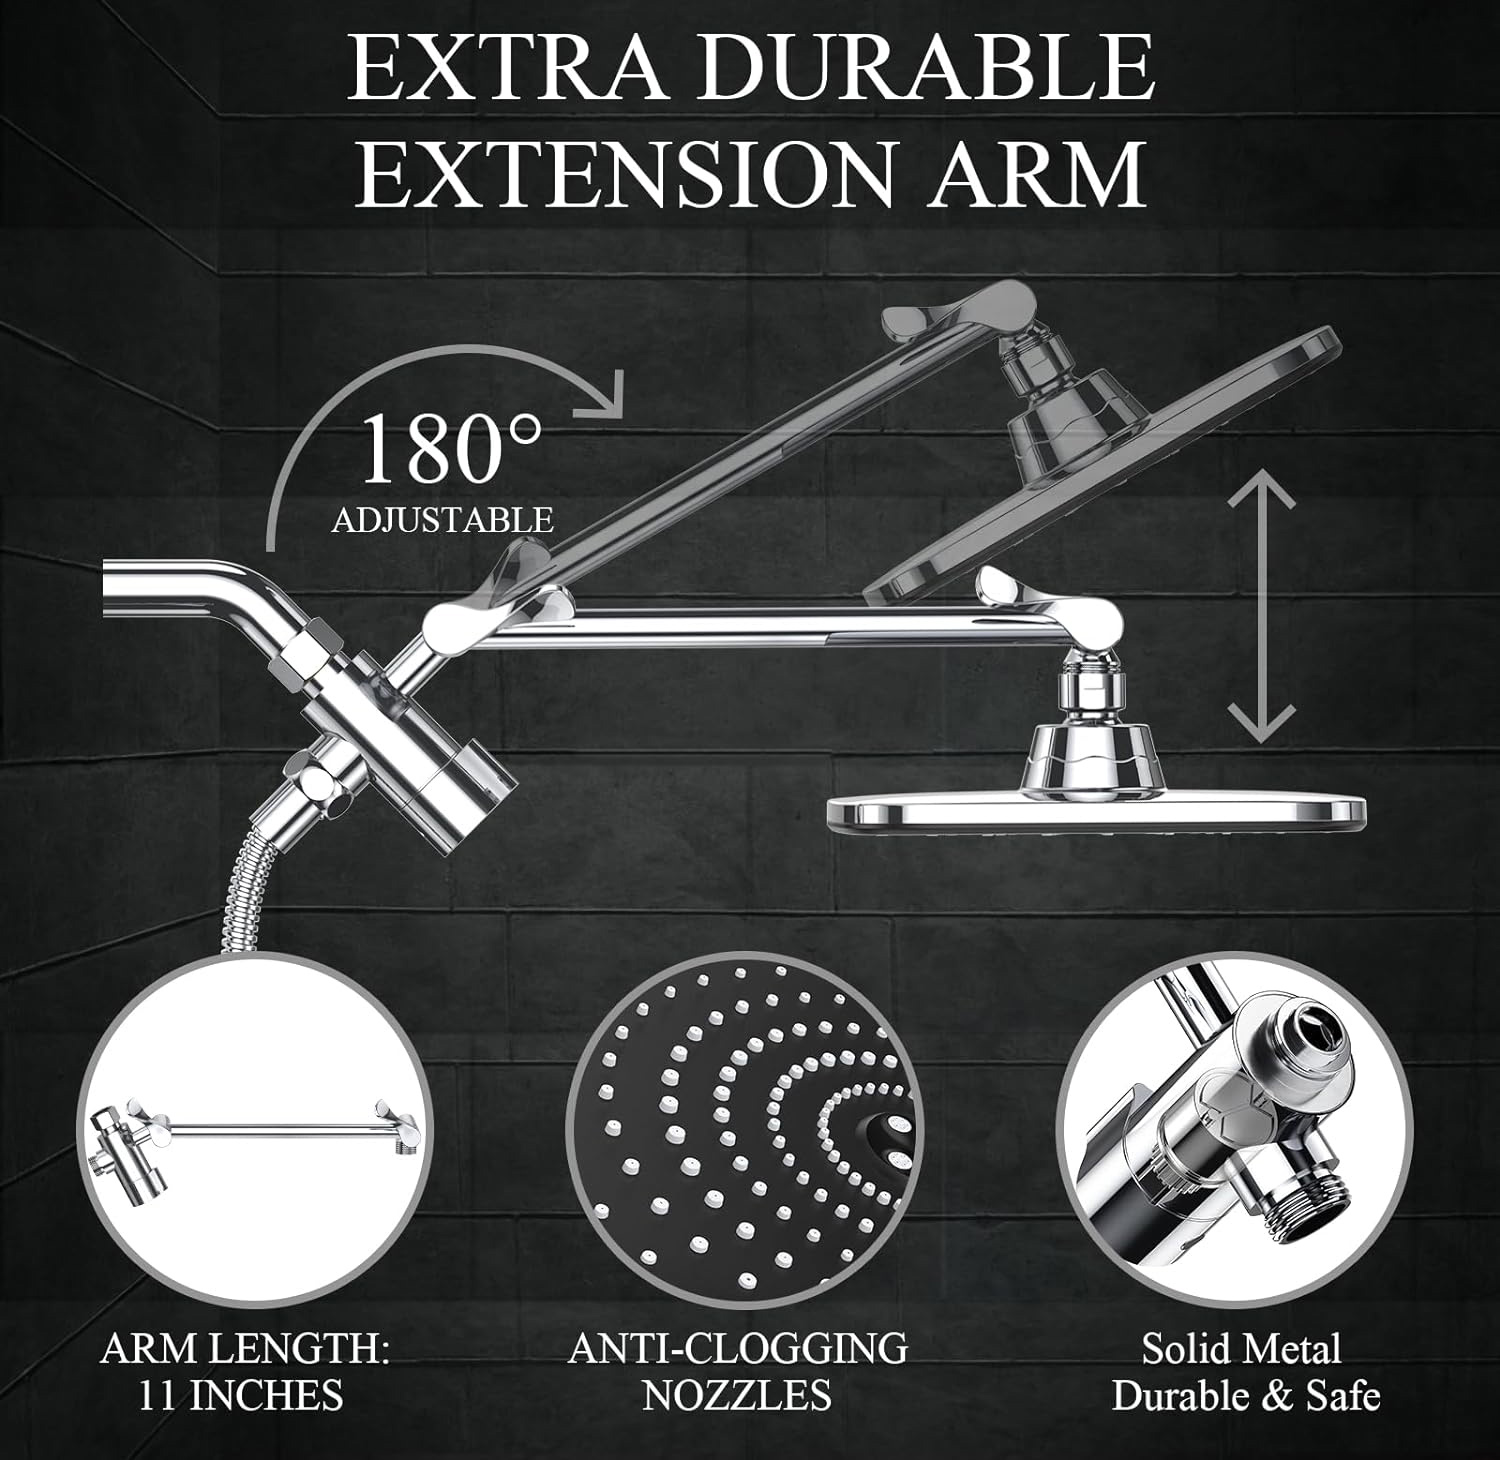 EXTRA DURABLE
EXTENSION ARM
180°
ADJUSTABLE
ARM LENGTH:
11 INCHES
ANTI-CLOGGING
NOZZLES
Solid Metal
Durable & Safe